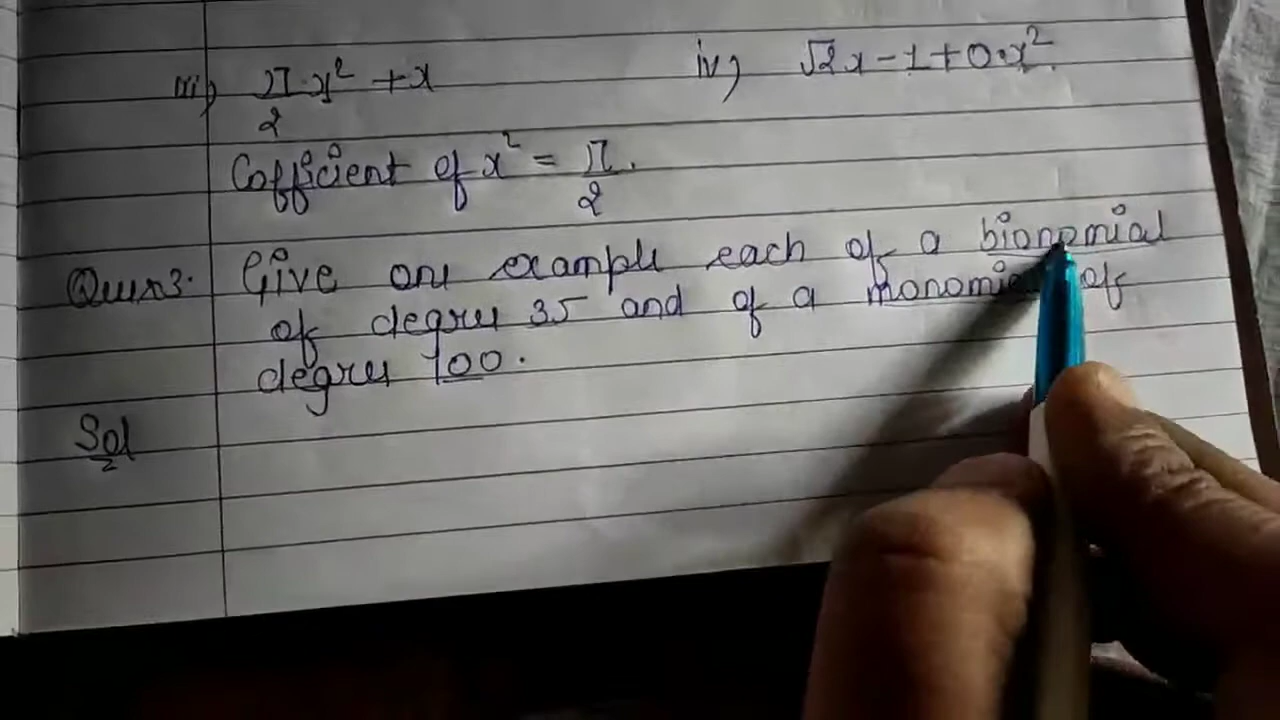 iii) π/2 x² + x iv) √2x - 1 + 0·x².
Cofficient of x² = π/2.
Ques3. Give one example each of a bionomial
of degree 35 and of a monomial of
degree 100.
Sol